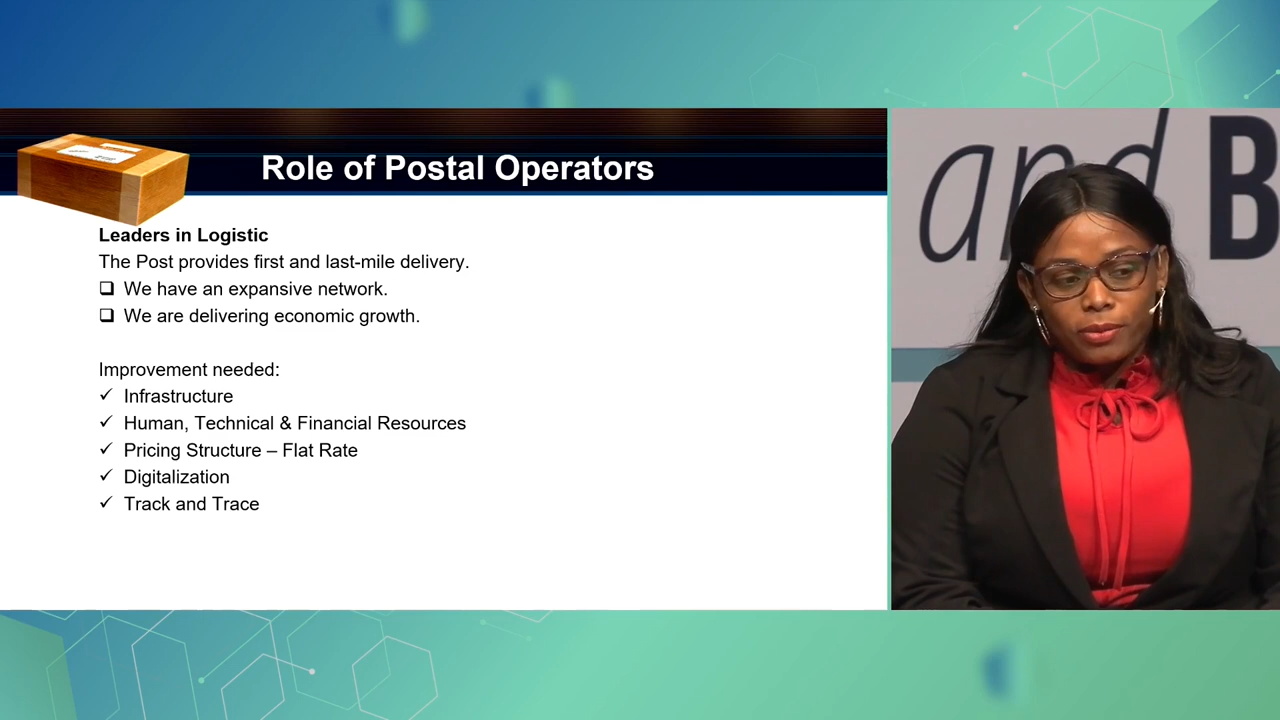 Role of Postal Operators
Leaders in Logistic
The Post provides first and last-mile delivery.
❑ We have an expansive network.
❑ We are delivering economic growth.
Improvement needed:
✓ Infrastructure
✓ Human, Technical & Financial Resources
✓ Pricing Structure – Flat Rate
✓ Digitalization
✓ Track and Trace
and B